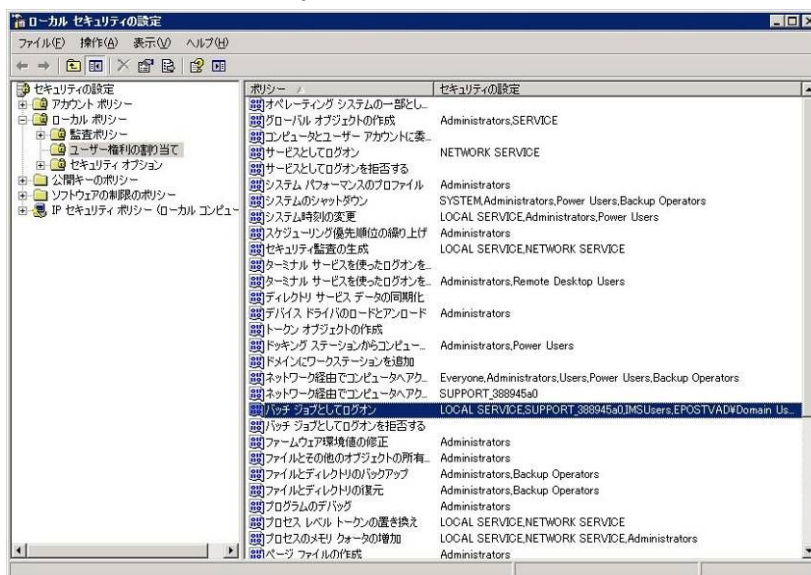 ローカル セキュリティの設定
ファイル(F) 操作(A) 表示(V) ヘルプ(H)
セキュリティの設定
アカウント ポリシー
ローカル ポリシー
監査ポリシー
ユーザー権利の割り当て
セキュリティ オプション
公開キーのポリシー
ソフトウェアの制限のポリシー
IP セキュリティ ポリシー (ローカル コンピュー
ポリシー セキュリティの設定
オペレーティング システムの一部とし...
グローバル オブジェクトの作成 Administrators,SERVICE
コンピュータとユーザー アカウントに委...
サービスとしてログオン NETWORK SERVICE
サービスとしてログオンを拒否する
システム パフォーマンスのプロファイル Administrators
システムのシャットダウン SYSTEM,Administrators,Power Users,Backup Operators
システム時刻の変更 LOCAL SERVICE,Administrators,Power Users
スケジューリング優先順位の繰り上げ Administrators
セキュリティ監査の生成 LOCAL SERVICE,NETWORK SERVICE
ターミナル サービスを使ったログオンを...
ターミナル サービスを使ったログオンを... Administrators,Remote Desktop Users
ディレクトリ サービス データの同期化
デバイス ドライバのロードとアンロード Administrators
トークン オブジェクトの作成
ドッキング ステーションからコンピュー... Administrators,Power Users
ドメインにワークステーションを追加
ネットワーク経由でコンピュータへアク... Everyone,Administrators,Users,Power Users,Backup Operators
ネットワーク経由でコンピュータへアク... SUPPORT_388945a0
バッチ ジョブとしてログオン LOCAL SERVICE,SUPPORT_388945a0,IMSUsers,EPOSTVAD¥Domain Us...
バッチ ジョブとしてログオンを拒否する
ファームウェア環境値の修正 Administrators
ファイルとその他のオブジェクトの所有... Administrators
ファイルとディレクトリのバックアップ Administrators,Backup Operators
ファイルとディレクトリの復元 Administrators,Backup Operators
プログラムのデバッグ Administrators
プロセス レベル トークンの置き換え LOCAL SERVICE,NETWORK SERVICE
プロセスのメモリ クォータの増加 LOCAL SERVICE,NETWORK SERVICE,Administrators
ページ ファイルの作成 Administrators